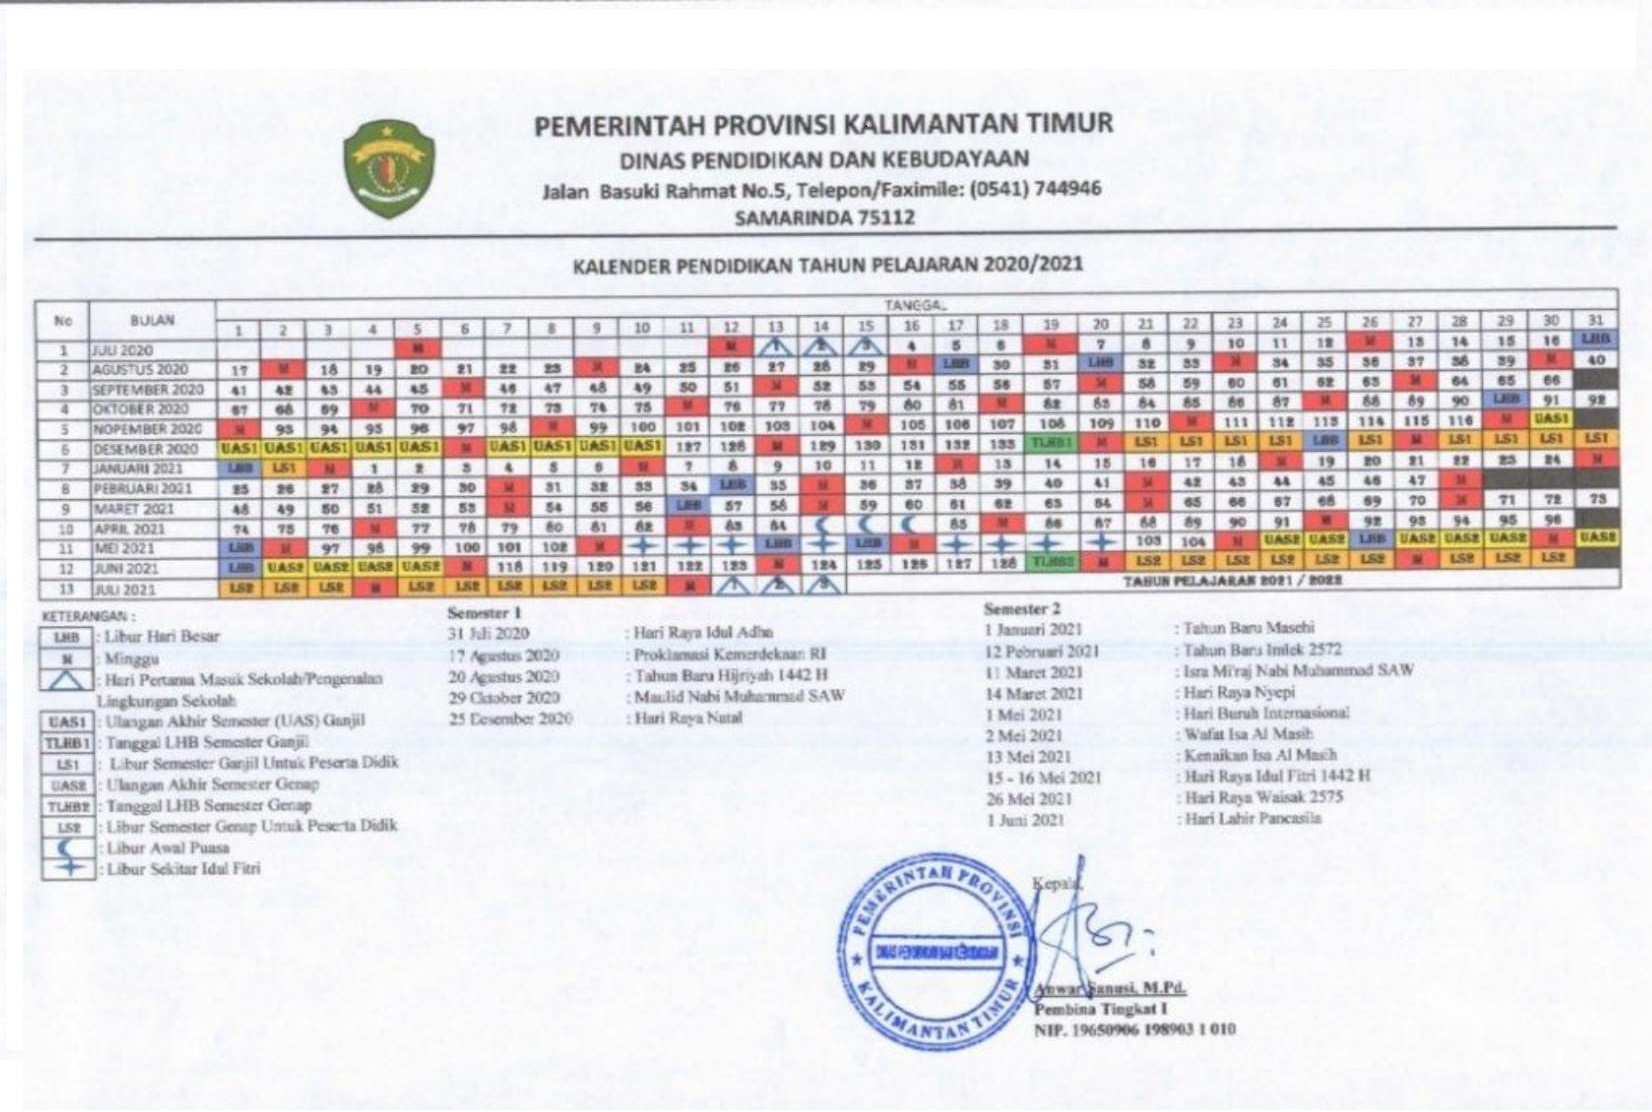 PEMERINTAH PROVINSI KALIMANTAN TIMUR
DINAS PENDIDIKAN DAN KEBUDAYAAN
Jalan Basuki Rahmat No.5, Telepon/Faximile: (0541) 744946
SAMARINDA 75112
KALENDER PENDIDIKAN TAHUN PELAJARAN 2020/2021
No BULAN TANGGAL
1 2 3 4 5 6 7 8 9 10 11 12 13 14 15 16 17 18 19 20 21 22 23 24 25 26 27 28 29 30 31
1 JULI 2020 M M 1 2 3 4 5 6 M 7 8 9 10 11 12 M 13 14 15 16 LHB
2 AGUSTUS 2020 17 M 18 19 20 21 22 23 M 24 25 26 27 28 29 M LHB 30 31 LHB 32 33 M 34 35 36 37 38 39 M 40
3 SEPTEMBER 2020 41 42 43 44 45 M 46 47 48 49 50 51 M 52 53 54 55 56 57 M 58 59 60 61 62 63 M 64 65 66
4 OKTOBER 2020 67 68 69 M 70 71 72 73 74 75 M 76 77 78 79 80 81 M 82 83 84 85 86 87 M 88 89 90 LHB 91 92
5 NOPEMBER 2020 M 93 94 95 96 97 98 M 99 100 101 102 103 104 M 105 106 107 108 109 110 M 111 112 113 114 115 116 M UAS1
6 DESEMBER 2020 UAS1 UAS1 UAS1 UAS1 UAS1 M UAS1 UAS1 UAS1 UAS1 127 128 M 129 130 131 132 133 TLHB1 M LS1 LS1 LS1 LS1 LHB LS1 M LS1 LS1 LS1 LS1
7 JANUARI 2021 LHB LS1 M 1 2 3 4 5 6 M 7 8 9 10 11 12 M 13 14 15 16 17 18 M 19 20 21 22 23 24 M
8 PEBRUARI 2021 25 26 27 28 29 30 M 31 32 33 34 LHB 35 M 36 37 38 39 40 41 M 42 43 44 45 46 47 M
9 MARET 2021 48 49 50 51 52 53 M 54 55 56 LHB 57 58 M 59 60 61 62 63 64 M 65 66 67 68 69 70 M 71 72 73
10 APRIL 2021 74 75 76 M 77 78 79 80 81 82 M 83 84 85 M 86 87 88 89 90 91 M 92 93 94 95 96
11 MEI 2021 LHB M 97 98 99 100 101 102 M LHB LHB M 103 104 M UAS2 UAS2 LHB UAS2 UAS2 UAS2 M UAS2
12 JUNI 2021 LHB UAS2 UAS2 UAS2 UAS2 M 118 119 120 121 122 123 M 124 125 126 127 128 TLHB2 M LS2 LS2 LS2 LS2 LS2 LS2 M LS2 LS2 LS2
13 JULI 2021 LS2 LS2 LS2 M LS2 LS2 LS2 LS2 LS2 LS2 M 1 2 3 TAHUN PELAJARAN 2021 / 2022
KETERANGAN :
LHB : Libur Hari Besar
M : Minggu
: Hari Pertama Masuk Sekolah/Pengenalan
Lingkungan Sekolah
UAS1 : Ulangan Akhir Semester (UAS) Ganjil
TLHB1 : Tanggal LHB Semester Ganjil
LS1 : Libur Semester Ganjil Untuk Peserta Didik
UAS2 : Ulangan Akhir Semester Genap
TLHB2 : Tanggal LHB Semester Genap
LS2 : Libur Semester Genap Untuk Peserta Didik
: Libur Awal Puasa
: Libur Sekitar Idul Fitri
Semester 1
31 Juli 2020 : Hari Raya Idul Adha
17 Agustus 2020 : Proklamasi Kemerdekaan RI
20 Agustus 2020 : Tahun Baru Hijriyah 1442 H
29 Oktober 2020 : Maulid Nabi Muhammad SAW
25 Desember 2020 : Hari Raya Natal
Semester 2
1 Januari 2021 : Tahun Baru Masehi
12 Pebruari 2021 : Tahun Baru Imlek 2572
11 Maret 2021 : Isra Mi'raj Nabi Muhammad SAW
14 Maret 2021 : Hari Raya Nyepi
1 Mei 2021 : Hari Buruh Internasional
2 Mei 2021 : Wafat Isa Al Masih
13 Mei 2021 : Kenaikan Isa Al Masih
15 - 16 Mei 2021 : Hari Raya Idul Fitri 1442 H
26 Mei 2021 : Hari Raya Waisak 2575
1 Juni 2021 : Hari Lahir Pancasila
Kepala,
PEMERINTAH PROVINSI
DINAS PENDIDIKAN DAN KEBUDAYAAN
KALIMANTAN TIMUR
Anwar Sanusi, M.Pd.
Pembina Tingkat I
NIP. 19650906 198903 1 010